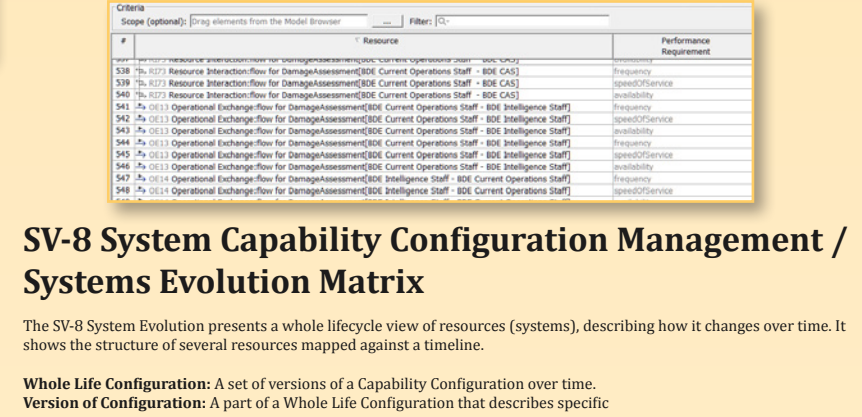 Criteria
Scope (optional): Drag elements from the Model Browser ... Filter:
# Resource Performance Requirement
538 RI73 Resource Interaction:flow for DamageAssessment[BDE Current Operations Staff - BDE CAS] frequency
539 RI73 Resource Interaction:flow for DamageAssessment[BDE Current Operations Staff - BDE CAS] speedOfService
540 RI73 Resource Interaction:flow for DamageAssessment[BDE Current Operations Staff - BDE CAS] availability
541 OE13 Operational Exchange:flow for DamageAssessment[BDE Current Operations Staff - BDE Intelligence Staff] frequency
542 OE13 Operational Exchange:flow for DamageAssessment[BDE Current Operations Staff - BDE Intelligence Staff] speedOfService
543 OE13 Operational Exchange:flow for DamageAssessment[BDE Current Operations Staff - BDE Intelligence Staff] availability
544 OE13 Operational Exchange:flow for DamageAssessment[BDE Current Operations Staff - BDE Intelligence Staff] frequency
545 OE13 Operational Exchange:flow for DamageAssessment[BDE Current Operations Staff - BDE Intelligence Staff] speedOfService
546 OE13 Operational Exchange:flow for DamageAssessment[BDE Current Operations Staff - BDE Intelligence Staff] availability
547 OE14 Operational Exchange:flow for DamageAssessment[BDE Intelligence Staff - BDE Current Operations Staff] frequency
548 OE14 Operational Exchange:flow for DamageAssessment[BDE Intelligence Staff - BDE Current Operations Staff] speedOfService
SV-8 System Capability Configuration Management /
Systems Evolution Matrix
The SV-8 System Evolution presents a whole lifecycle view of resources (systems), describing how it changes over time. It
shows the structure of several resources mapped against a timeline.
Whole Life Configuration: A set of versions of a Capability Configuration over time.
Version of Configuration: A part of a Whole Life Configuration that describes specific